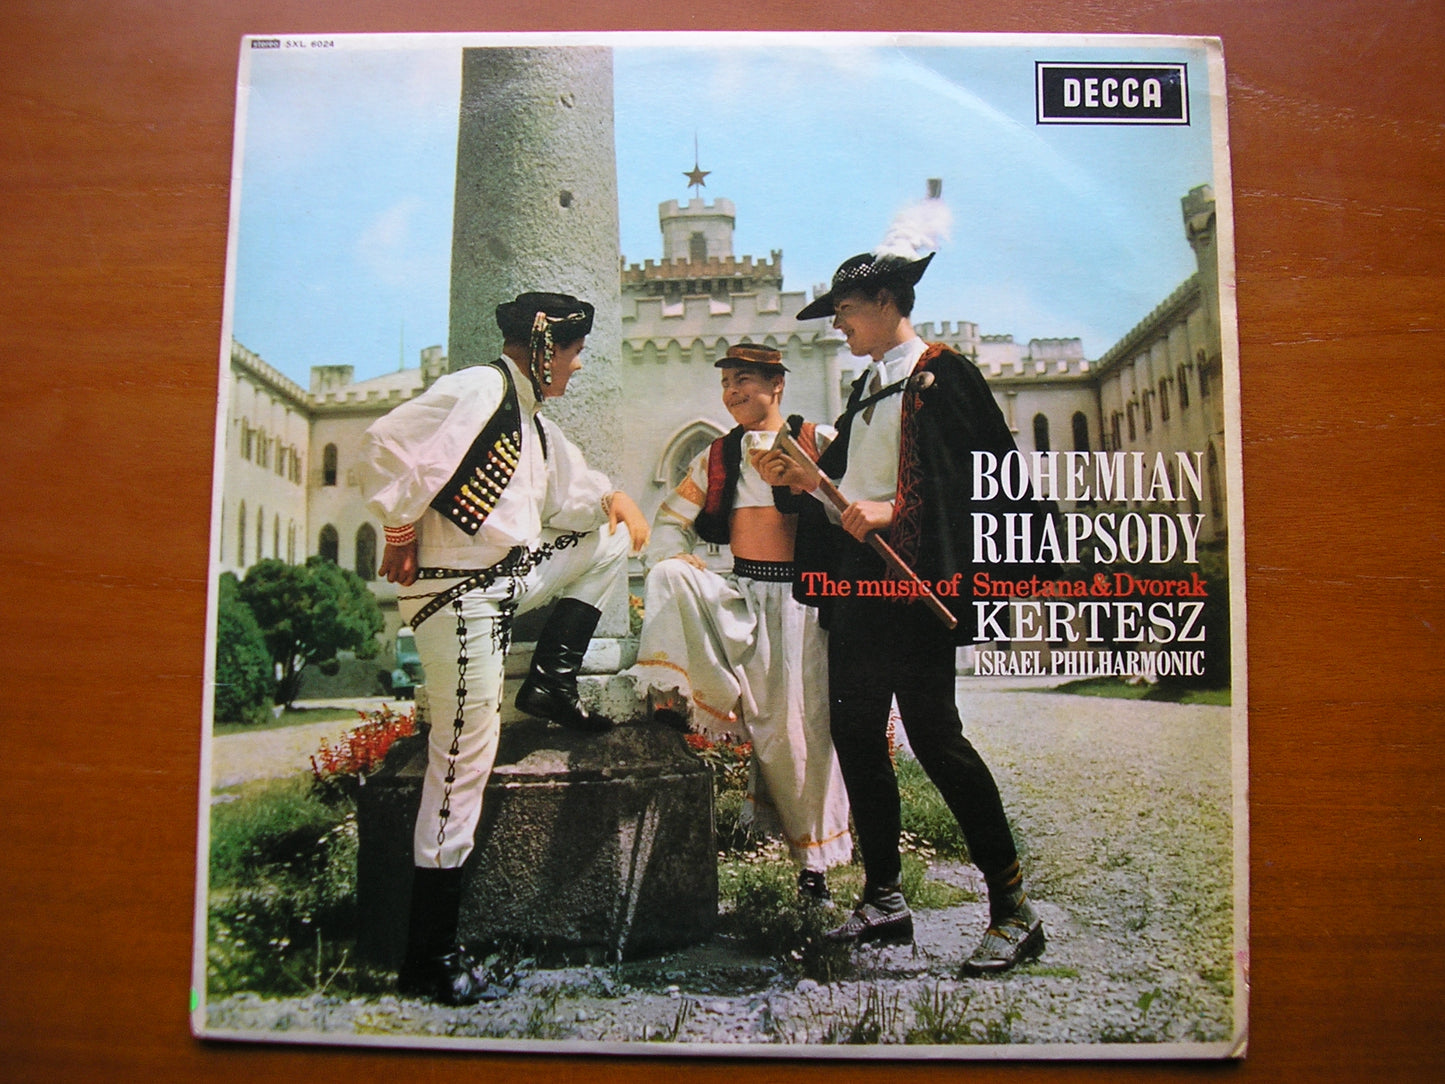 stereo SXL 6024
DECCA
BOHEMIAN
RHAPSODY
The music of Smetana & Dvorak
KERTESZ
ISRAEL PHILHARMONIC